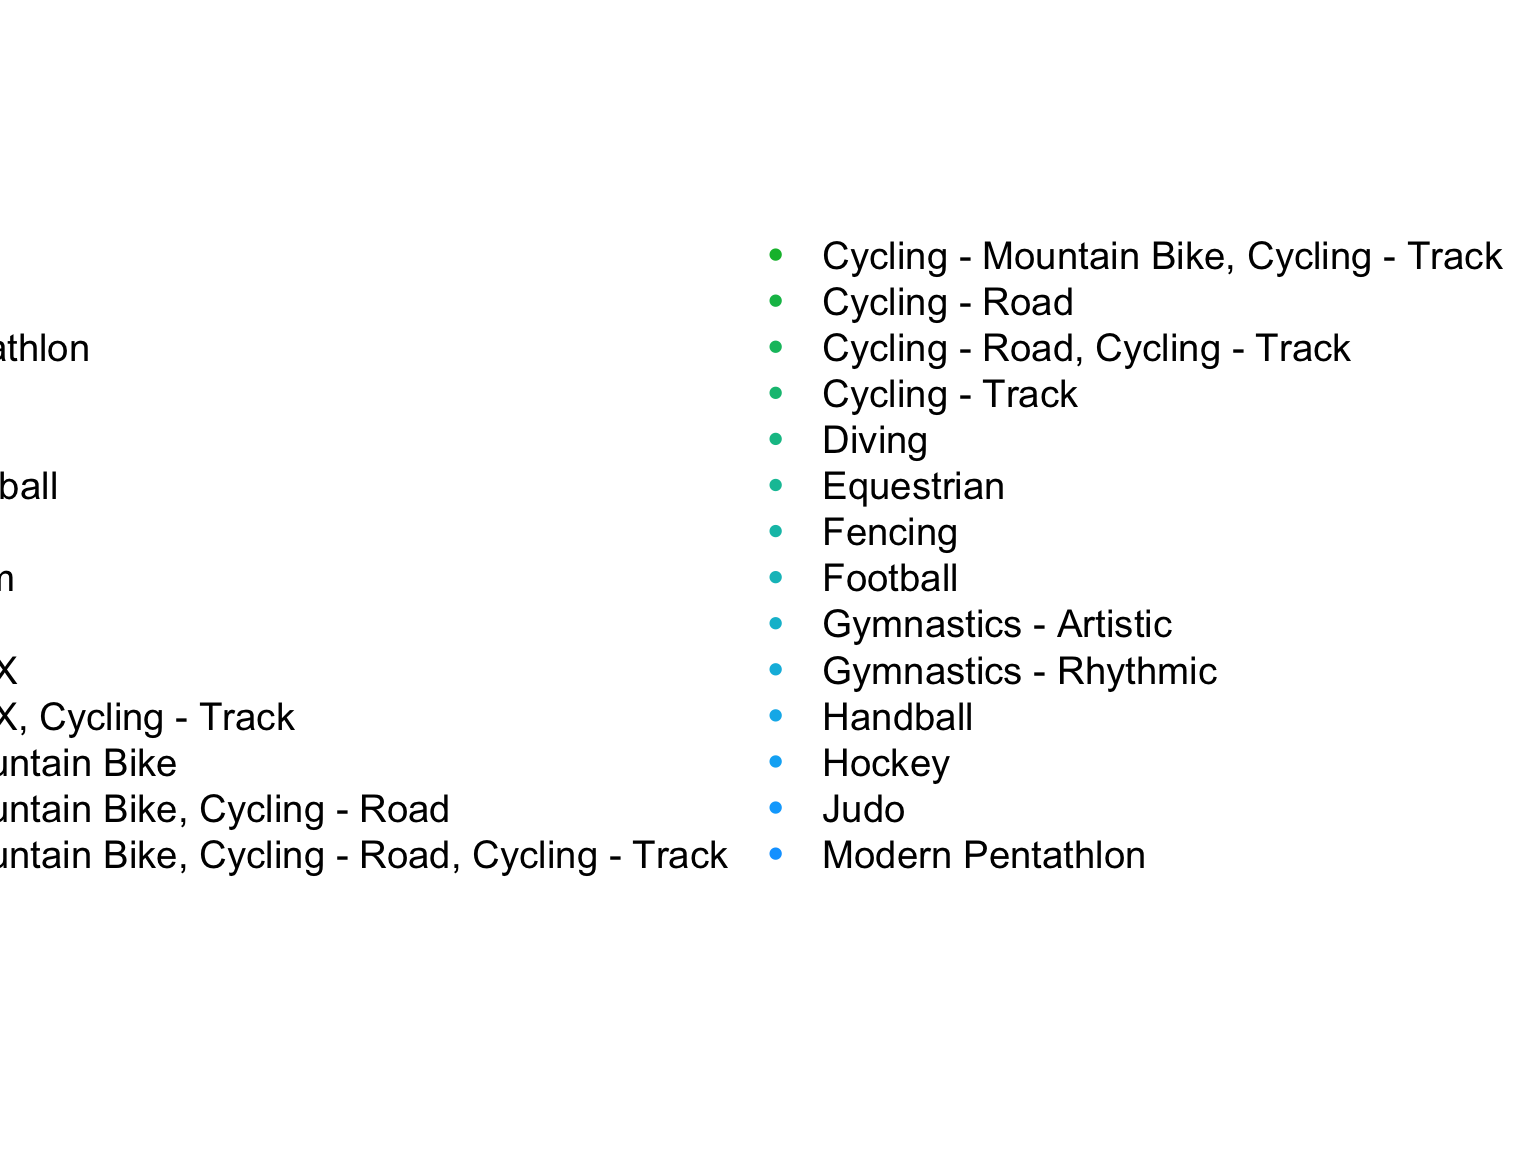 athlon
ball
m
X
X, Cycling - Track
untain Bike
untain Bike, Cycling - Road
untain Bike, Cycling - Road, Cycling - Track
Cycling - Mountain Bike, Cycling - Track
Cycling - Road
Cycling - Road, Cycling - Track
Cycling - Track
Diving
Equestrian
Fencing
Football
Gymnastics - Artistic
Gymnastics - Rhythmic
Handball
Hockey
Judo
Modern Pentathlon